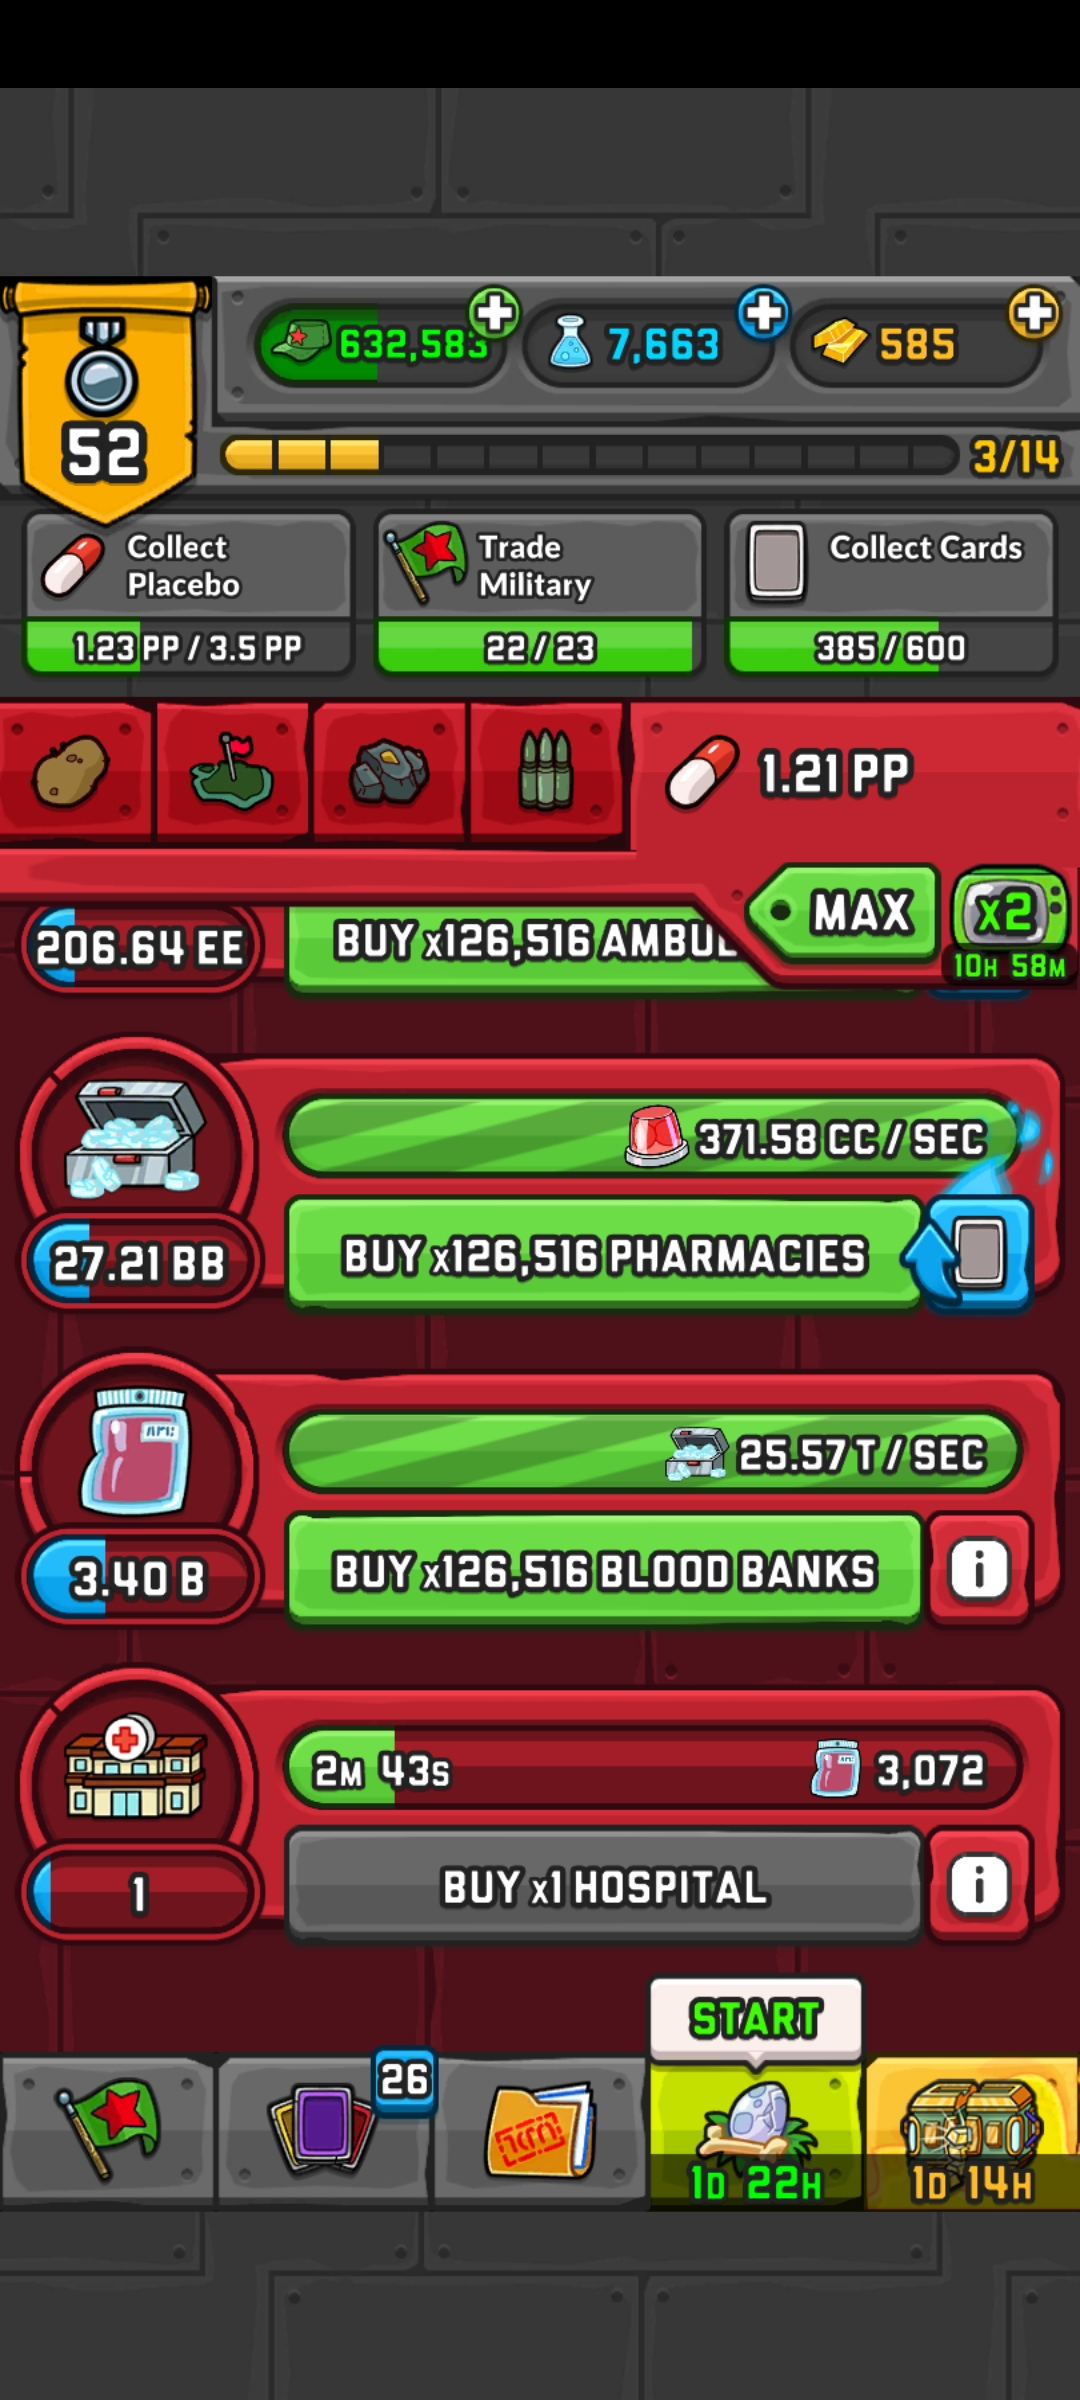 632,583
7,663
585
52
3/14
Collect
Placebo
Trade
Military
Collect Cards
1.23 PP / 3.5 PP
22 / 23
385 / 600
1.21 PP
MAX
x2
10H 58M
206.64 EE
BUY x126,516 AMBUL
371.58 CC / SEC
27.21 BB
BUY x126,516 PHARMACIES
25.57 T / SEC
3.40 B
BUY x126,516 BLOOD BANKS
i
2M 43S
3,072
1
BUY x1 HOSPITAL
i
START
26
1D 22H
1D 14H